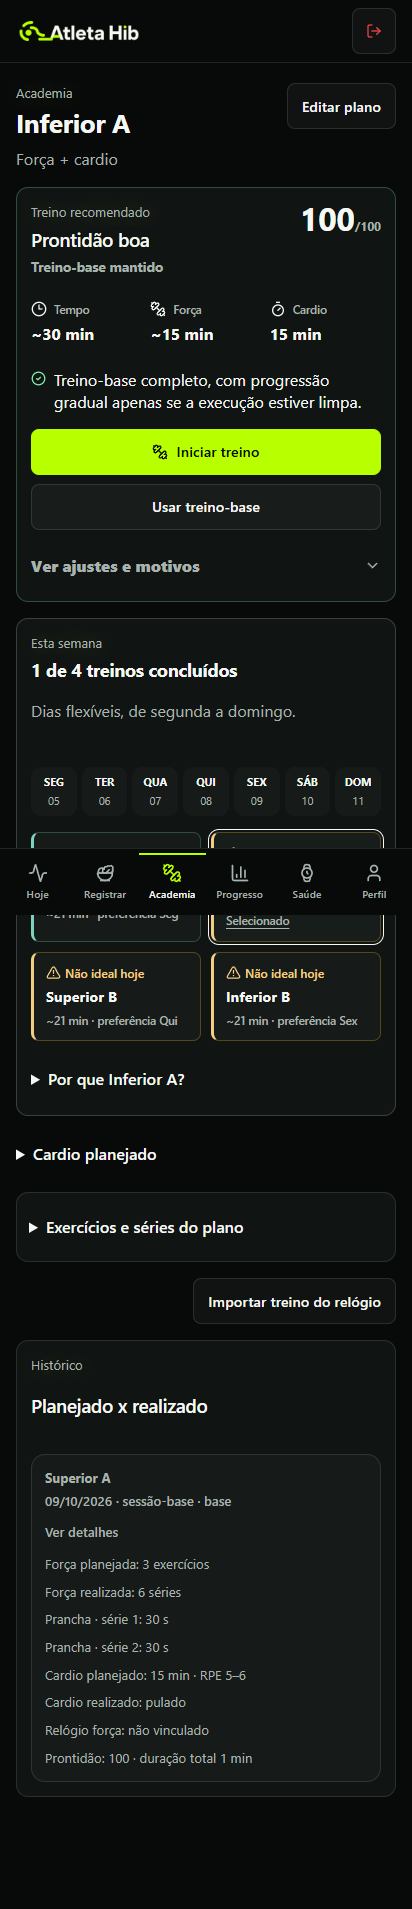 Atleta Hib
Academia
Inferior A
Força + cardio
Editar plano
Treino recomendado
Prontidão boa
Treino-base mantido
100/100
Tempo
~30 min
Força
~15 min
Cardio
15 min
Treino-base completo, com progressão
gradual apenas se a execução estiver limpa.
Iniciar treino
Usar treino-base
Ver ajustes e motivos
Esta semana
1 de 4 treinos concluídos
Dias flexíveis, de segunda a domingo.
SEG
05
TER
06
QUA
07
QUI
08
SEX
09
SÁB
10
DOM
11
Hoje
Registrar
Academia
Progresso
Saúde
Perfil
~21 min · preferência Seg
Selecionado
Não ideal hoje
Superior B
~21 min · preferência Qui
Não ideal hoje
Inferior B
~21 min · preferência Sex
Por que Inferior A?
Cardio planejado
Exercícios e séries do plano
Importar treino do relógio
Histórico
Planejado x realizado
Superior A
09/10/2026 · sessão-base · base
Ver detalhes
Força planejada: 3 exercícios
Força realizada: 6 séries
Prancha · série 1: 30 s
Prancha · série 2: 30 s
Cardio planejado: 15 min · RPE 5–6
Cardio realizado: pulado
Relógio força: não vinculado
Prontidão: 100 · duração total 1 min